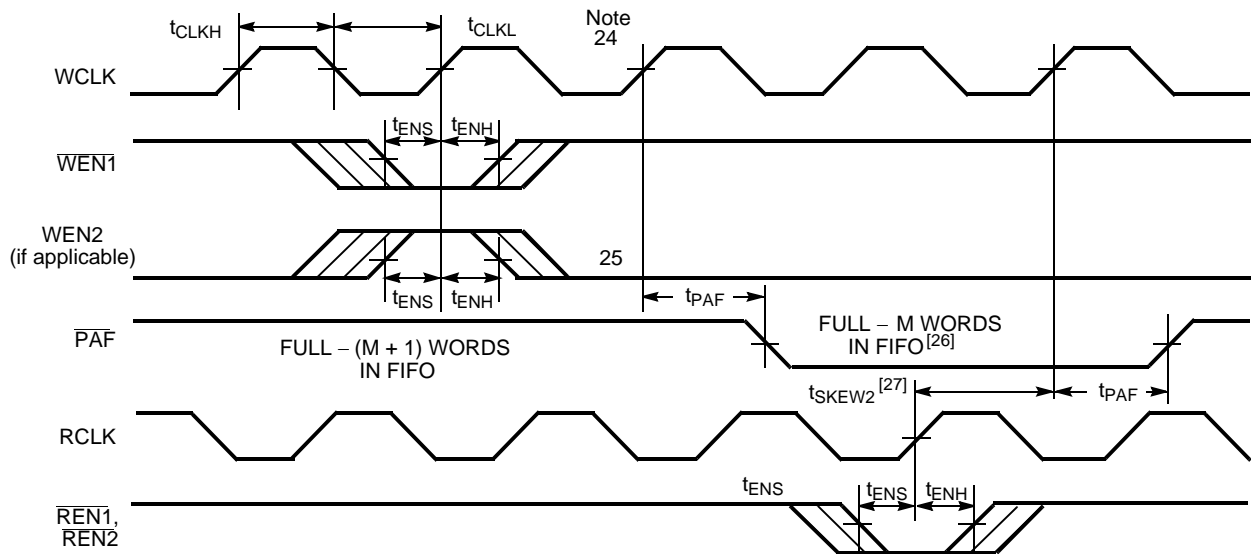 tCLKH
tCLKL
Note
24
WCLK
tENS
tENH
WEN1
WEN2
(if applicable)
25
tENS
tENH
tPAF
PAF
FULL – (M + 1) WORDS
IN FIFO
FULL – M WORDS
IN FIFO[26]
tSKEW2[27]
tPAF
RCLK
tENS
tENS
tENH
REN1,
REN2